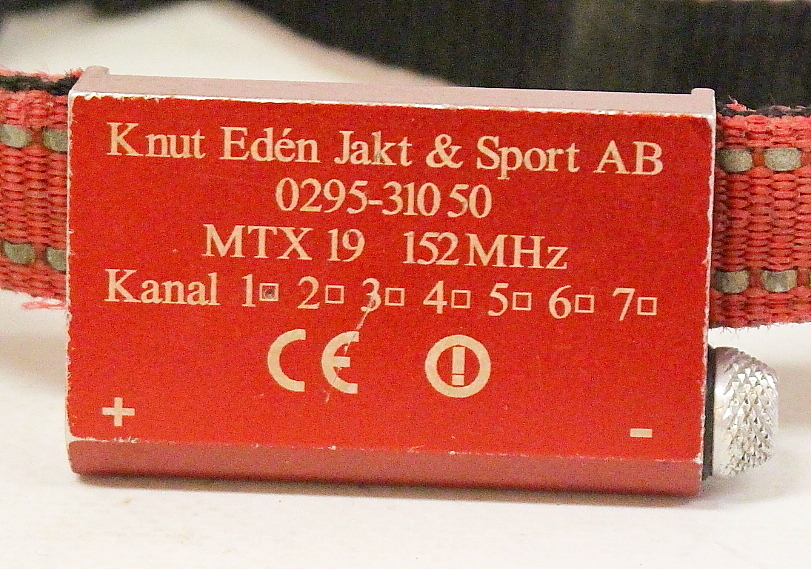 Knut Edén Jakt & Sport AB
0295-310 50
MTX 19 152 MHz
Kanal 1☐ 2☐ 3☐ 4☐ 5☐ 6☐ 7☐
CE
+ -